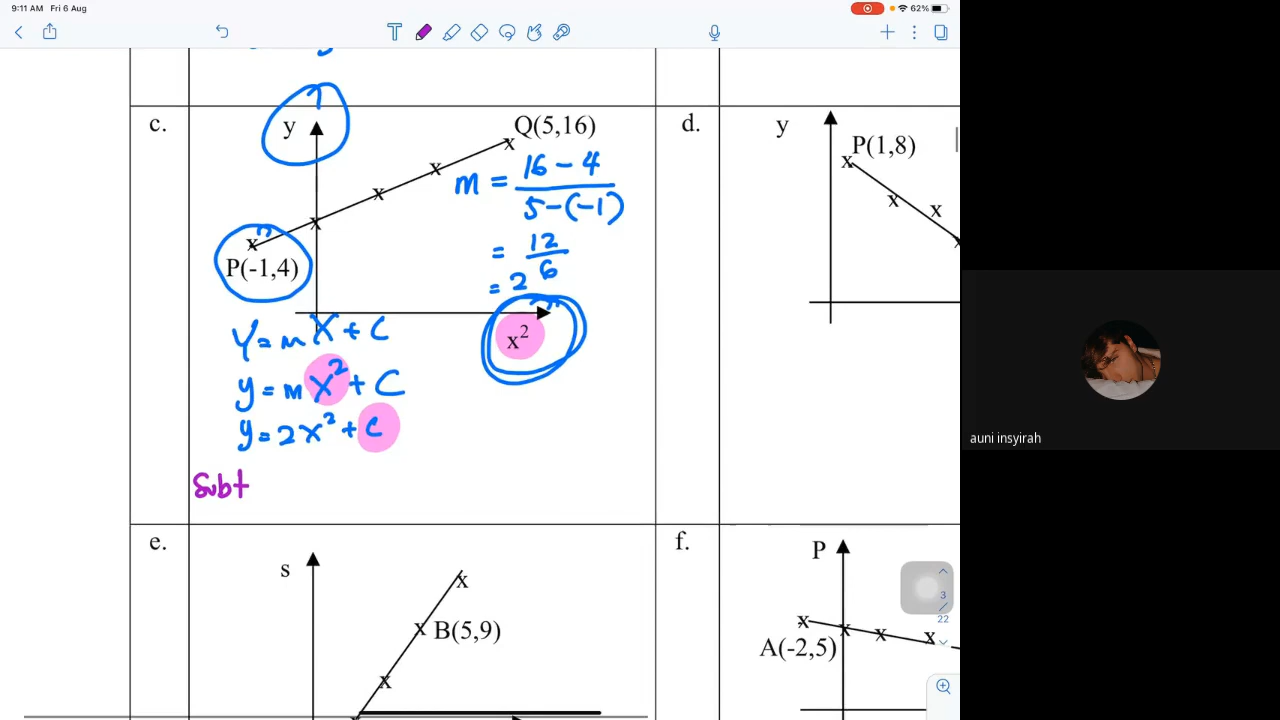 9:11 AM Fri 6 Aug
62%
T
c.
y
Q(5,16)
m = 16 - 4 / 5 - (-1)
= 12 / 6
= 2
P(-1,4)
x²
Y = mX + C
y = mx² + C
y = 2x² + C
Subt
d.
y
P(1,8)
e.
s
B(5,9)
f.
P
A(-2,5)
3
/
22
auni insyirah